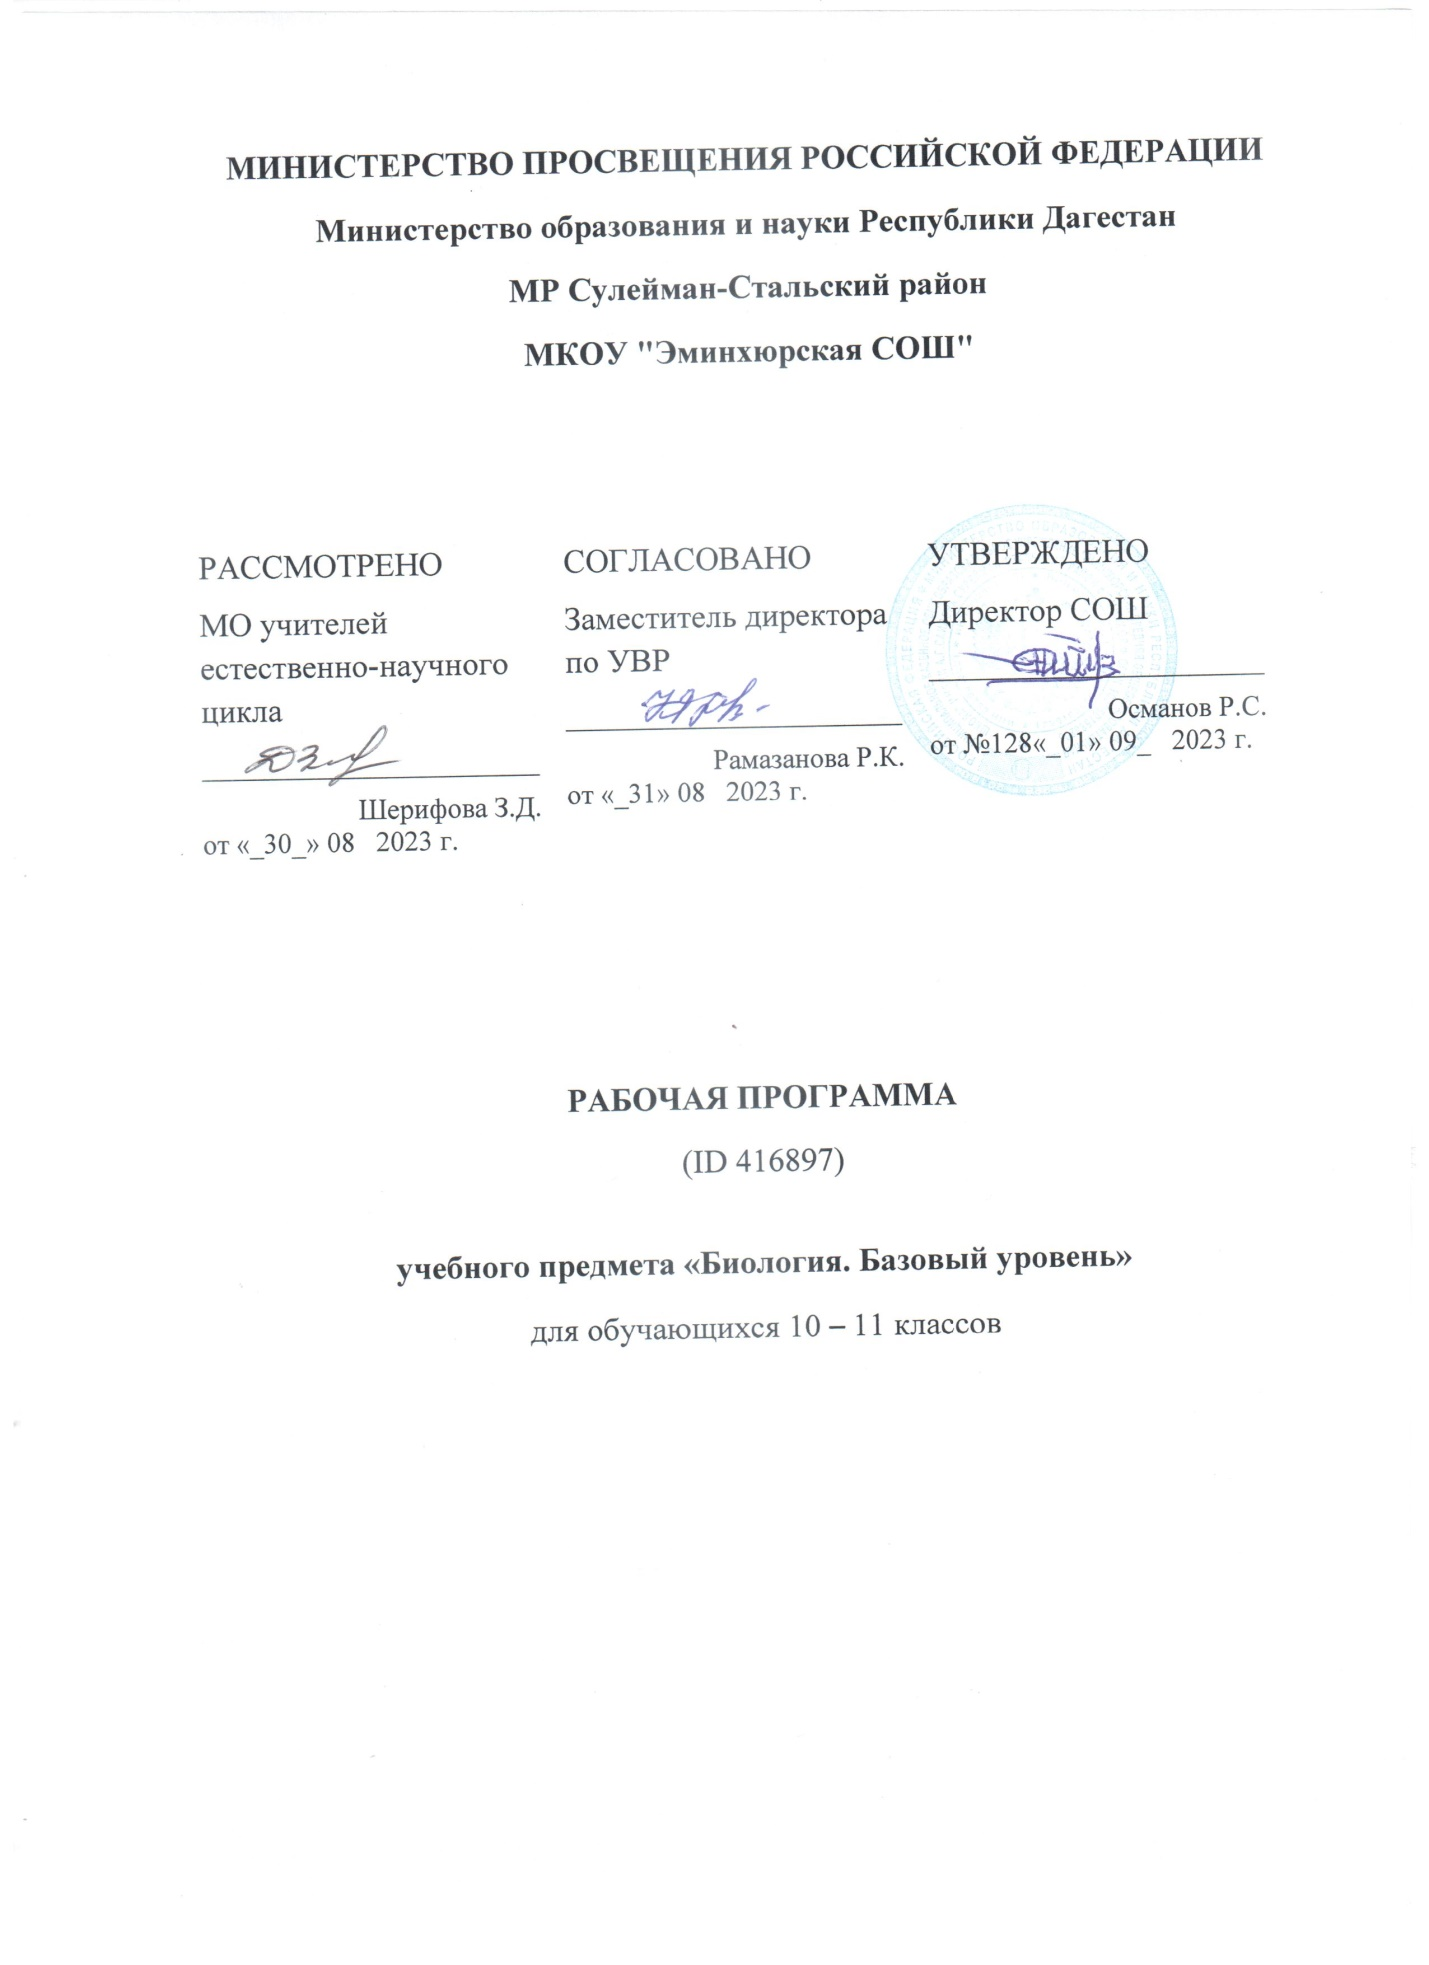 МИНИСТЕРСТВО ПРОСВЕЩЕНИЯ РОССИЙСКОЙ ФЕДЕРАЦИИ
Министерство образования и науки Республики Дагестан
МР Сулейман-Стальский район
МКОУ "Эминхюрская СОШ"
РАССМОТРЕНО
МО учителей
естественно-научного
цикла
Шерифова З.Д.
от «_30_» 08 2023 г.
СОГЛАСОВАНО
Заместитель директора
по УВР
Рамазанова Р.К.
от «_31» 08 2023 г.
УТВЕРЖДЕНО
Директор СОШ
Османов Р.С.
от №128«_01» 09_ 2023 г.
РАБОЧАЯ ПРОГРАММА
(ID 416897)
учебного предмета «Биология. Базовый уровень»
для обучающихся 10 – 11 классов